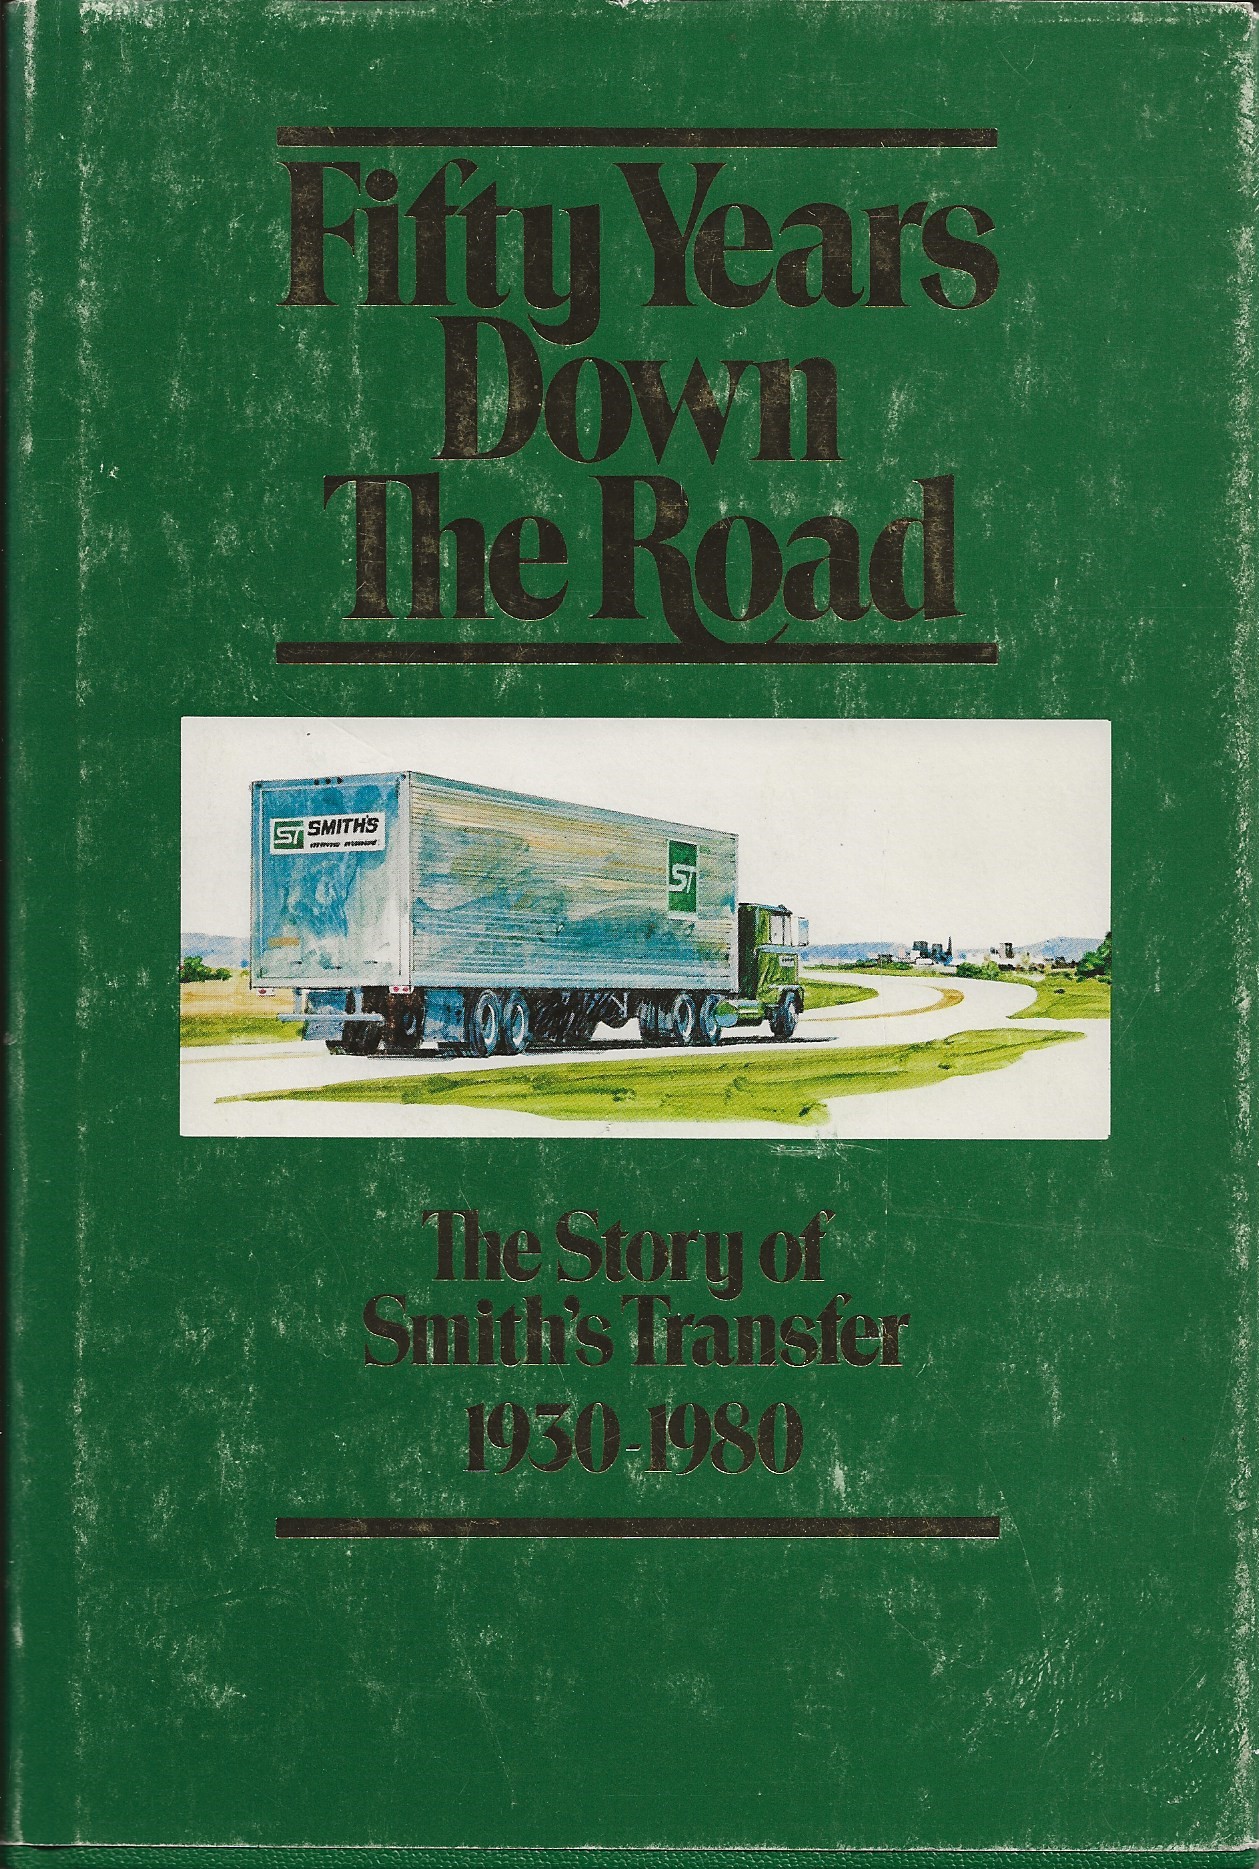 Fifty Years
Down
The Road
ST SMITH'S
ST
The Story of
Smith's Transfer
1930-1980